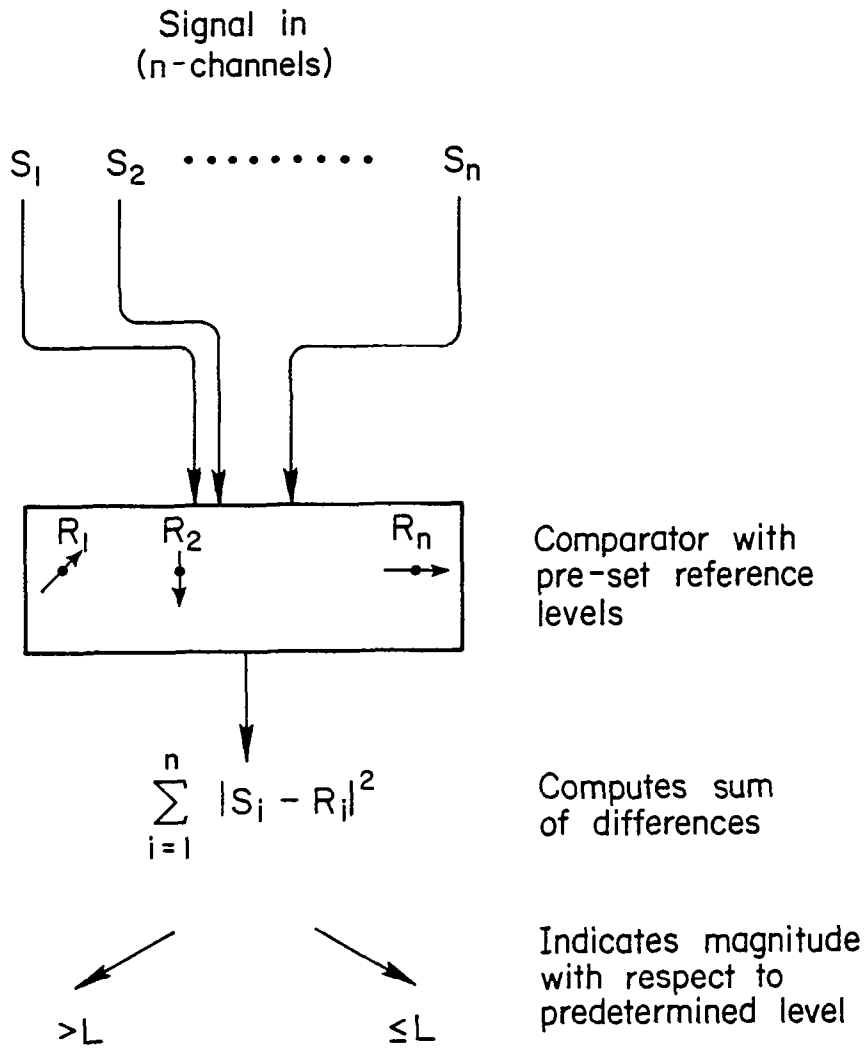 Signal in
(n-channels)
S₁ S₂ ......... Sₙ
R₁ R₂ Rₙ
Comparator with
pre-set reference
levels
n
∑ |Sᵢ - Rᵢ|²
i = 1
Computes sum
of differences
Indicates magnitude
with respect to
predetermined level
>L ≤L